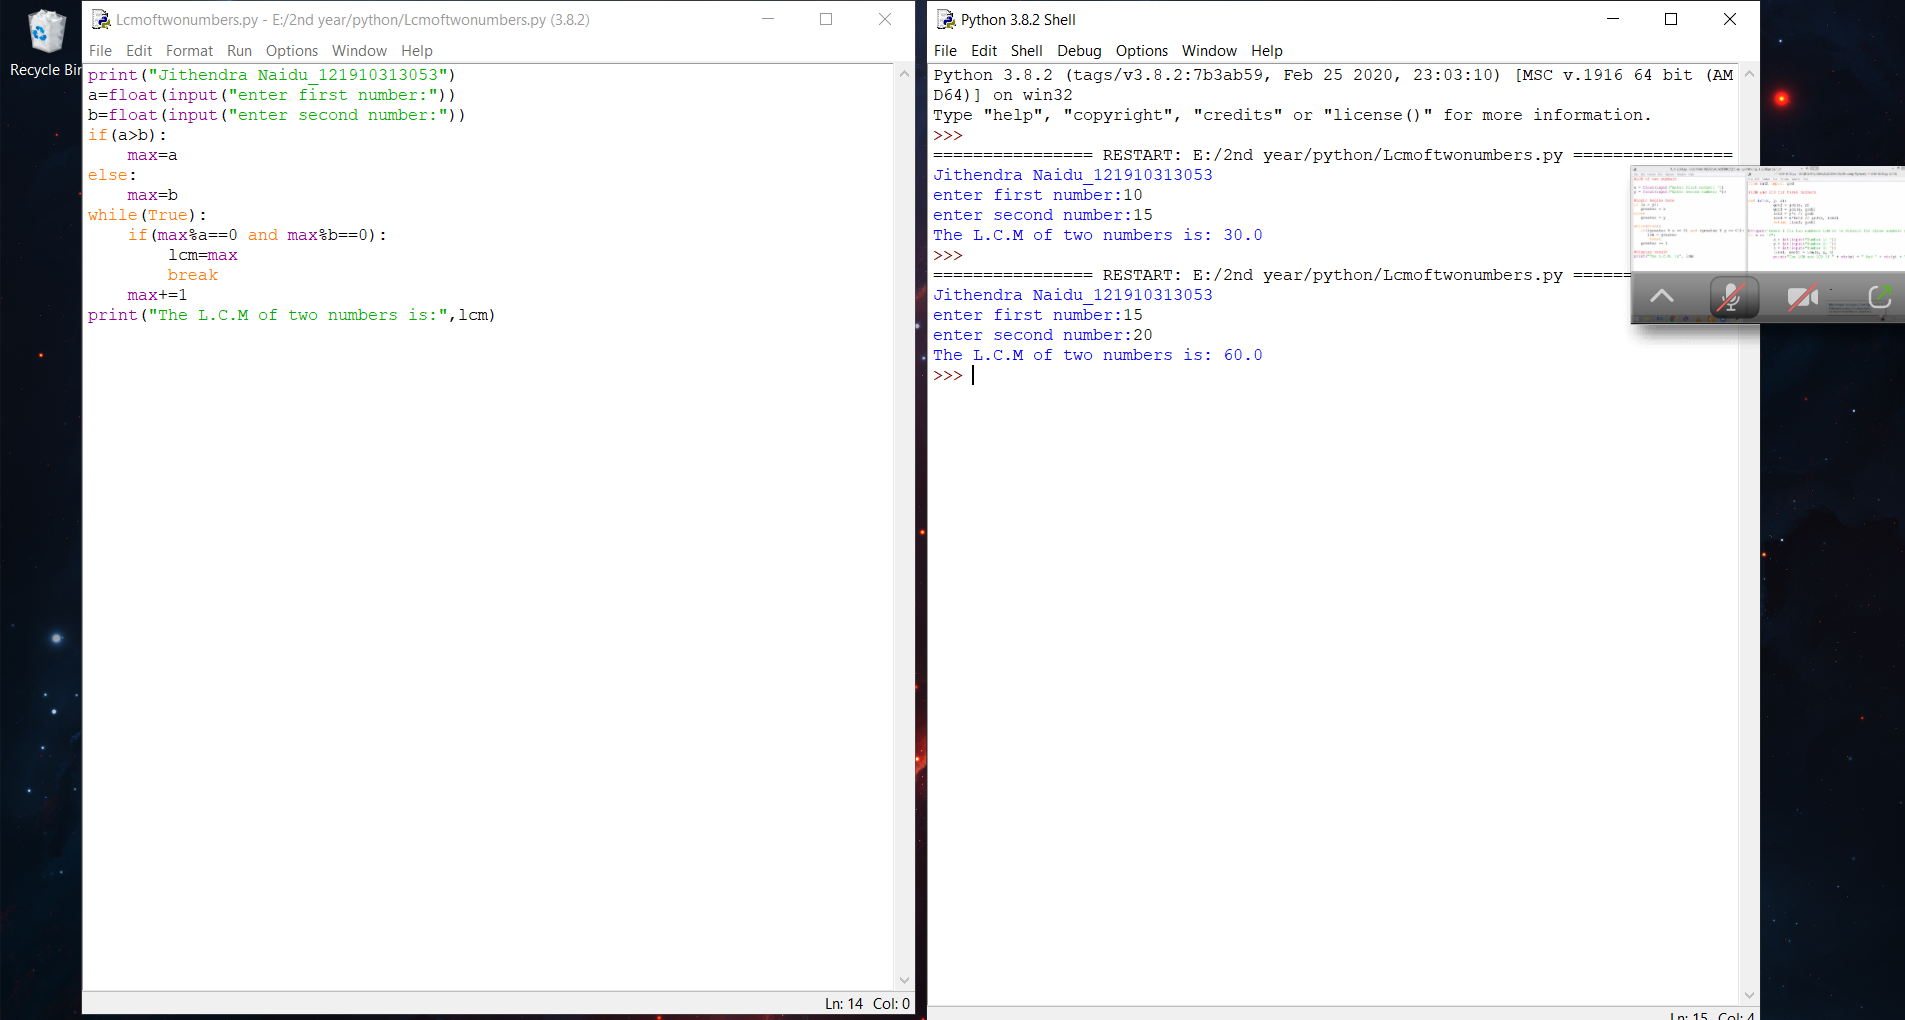 Recycle Bin
Lcmoftwonumbers.py - E:/2nd year/python/Lcmoftwonumbers.py (3.8.2)
File Edit Format Run Options Window Help
print("Jithendra Naidu_121910313053")
a=float(input("enter first number:"))
b=float(input("enter second number:"))
if(a>b):
    max=a
else:
    max=b
while(True):
    if(max%a==0 and max%b==0):
        lcm=max
        break
    max+=1
print("The L.C.M of two numbers is:",lcm)
Ln: 14 Col: 0
Python 3.8.2 Shell
File Edit Shell Debug Options Window Help
Python 3.8.2 (tags/v3.8.2:7b3ab59, Feb 25 2020, 23:03:10) [MSC v.1916 64 bit (AM
D64)] on win32
Type "help", "copyright", "credits" or "license()" for more information.
>>>
================ RESTART: E:/2nd year/python/Lcmoftwonumbers.py ================
Jithendra Naidu_121910313053
enter first number:10
enter second number:15
The L.C.M of two numbers is: 30.0
>>>
================ RESTART: E:/2nd year/python/Lcmoftwonumbers.py ======
Jithendra Naidu_121910313053
enter first number:15
enter second number:20
The L.C.M of two numbers is: 60.0
>>>
Ln: 15 Col: 4